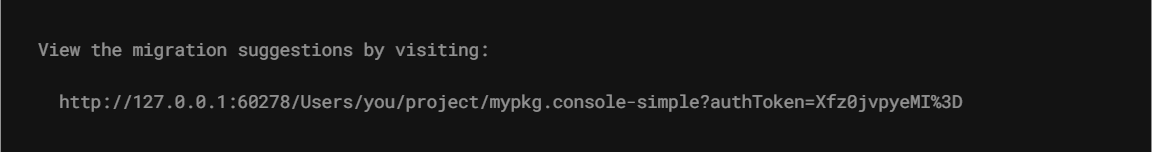 View the migration suggestions by visiting:
http://127.0.0.1:60278/Users/you/project/mypkg.console-simple?authToken=Xfz0jvpyeMI%3D